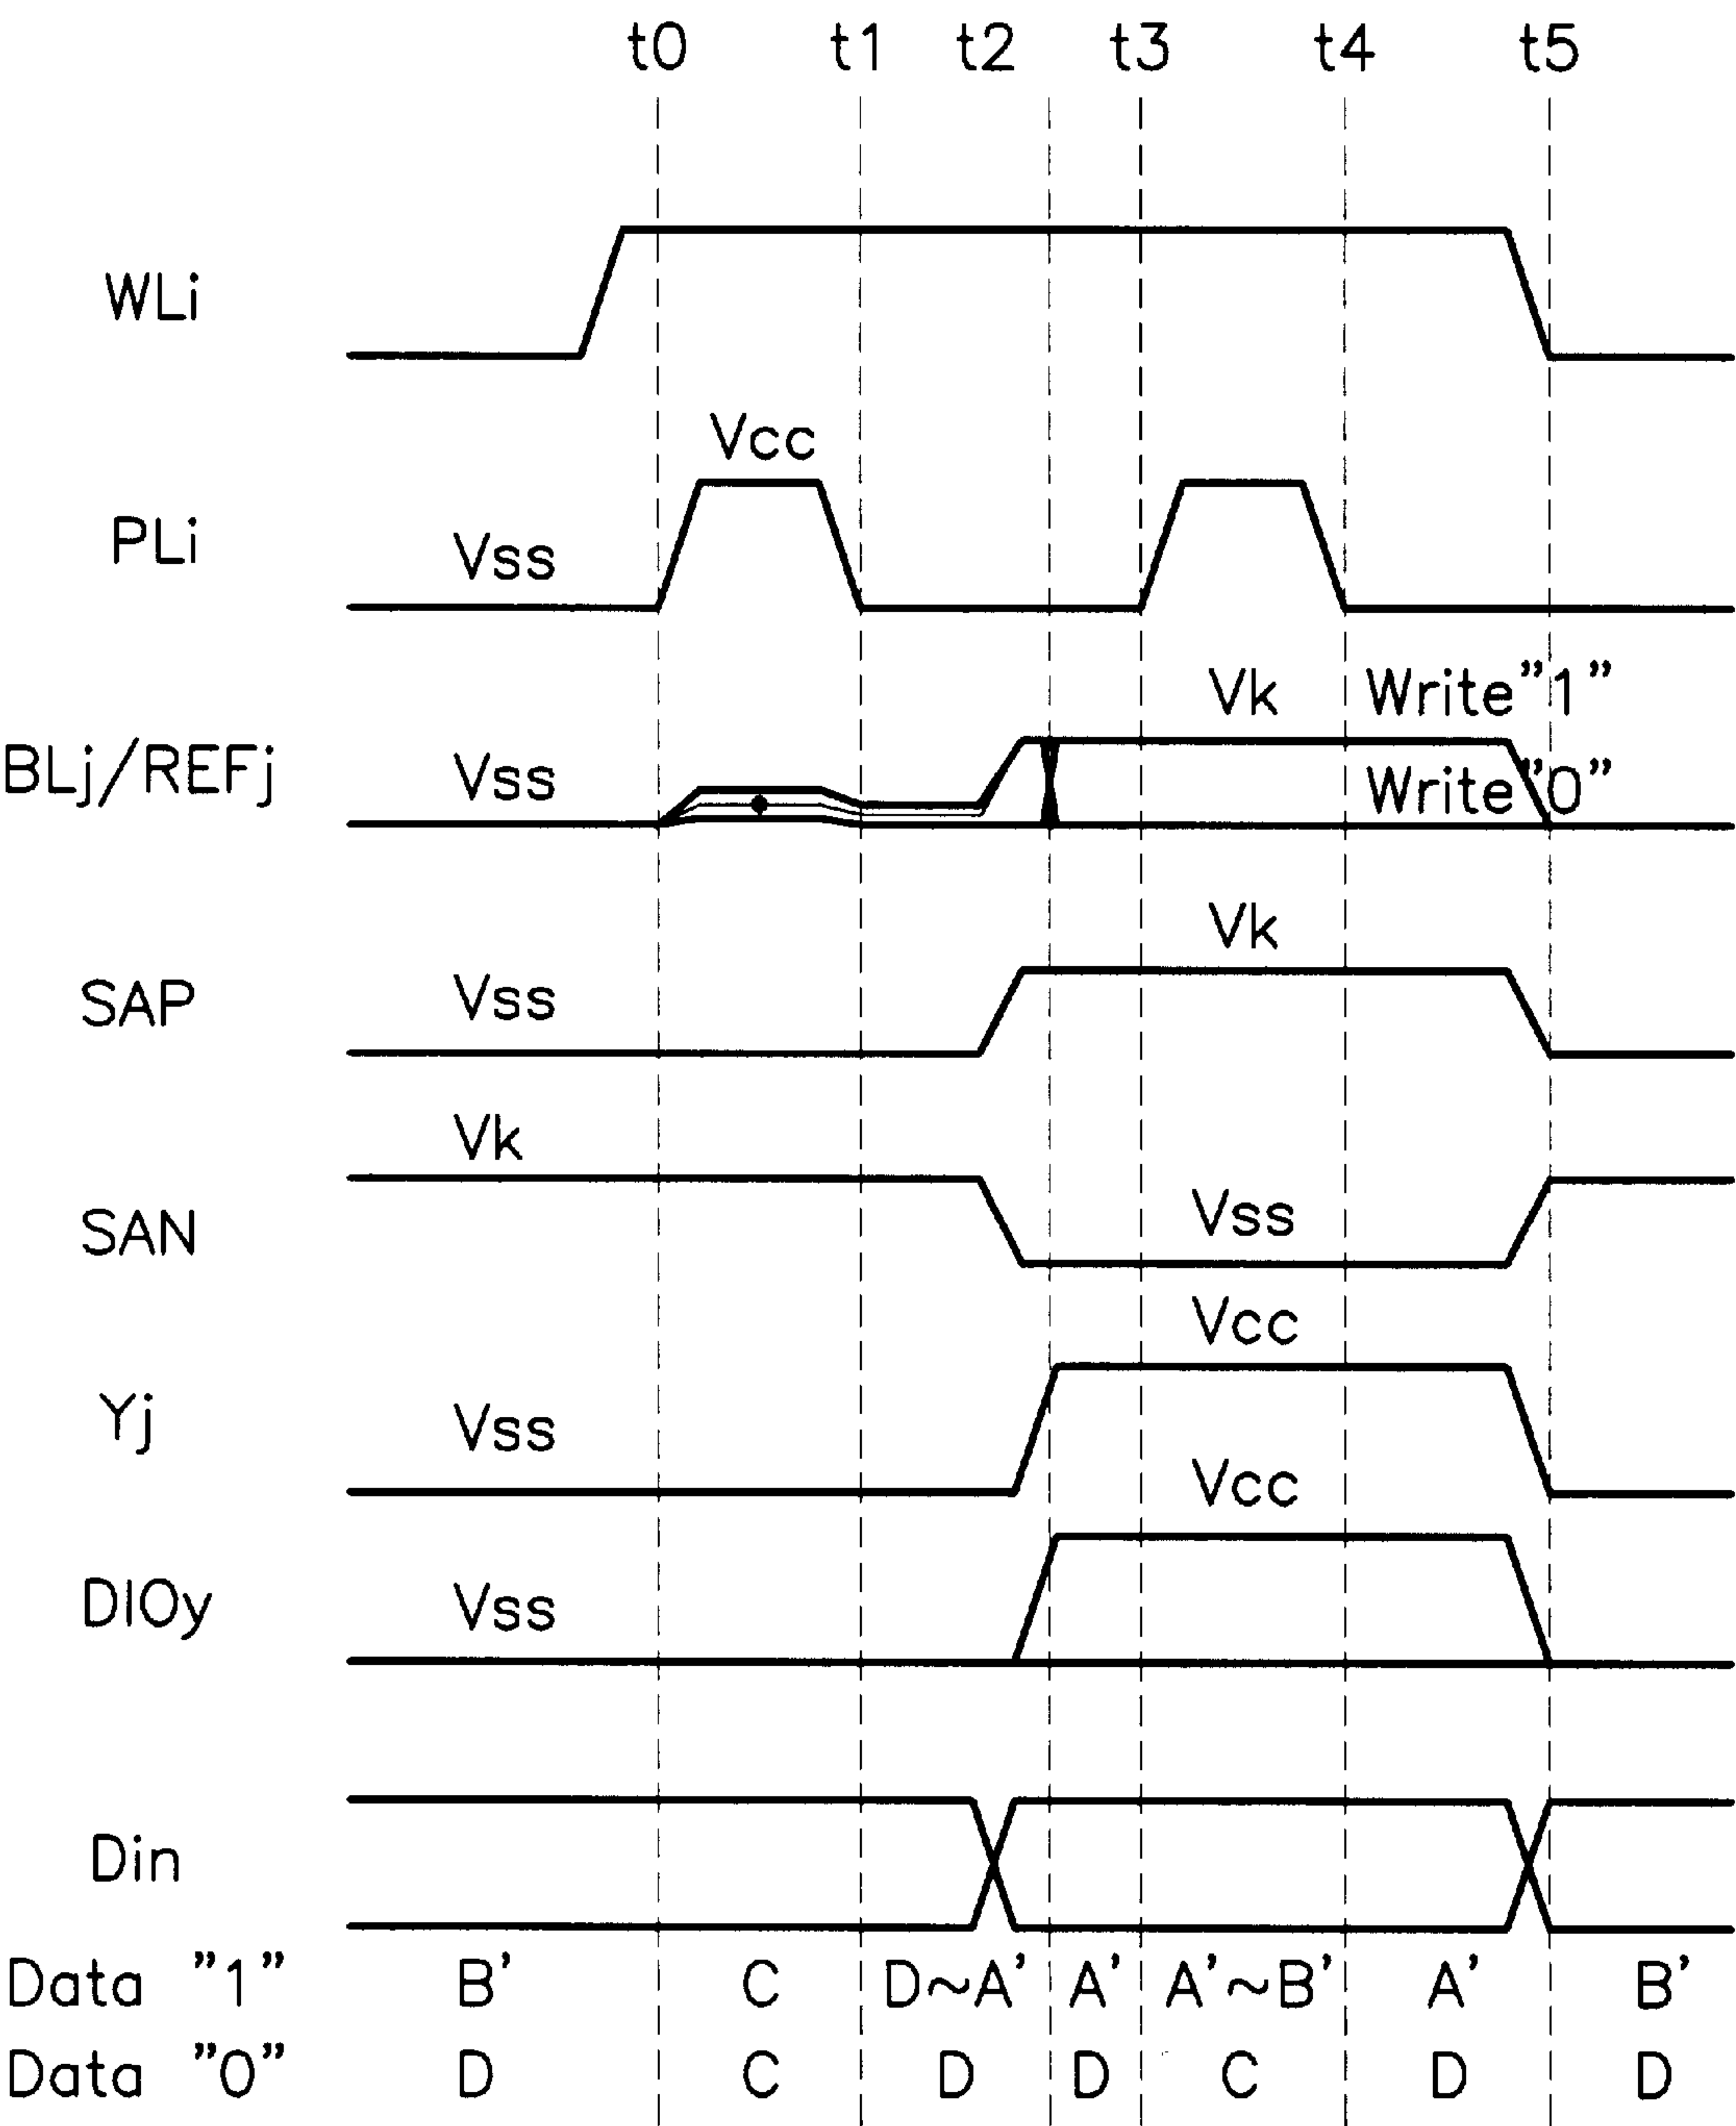 t0 t1 t2 t3 t4 t5
WLi
Vcc
PLi Vss
Vk Write"1"
BLj/REFj Vss Write"0"
Vk
SAP Vss
Vk
SAN Vss
Vcc
Yj Vss
Vcc
DIOy Vss
Din
Data "1" B' C D~A' A' A'~B' A' B'
Data "0" D C D D C D D